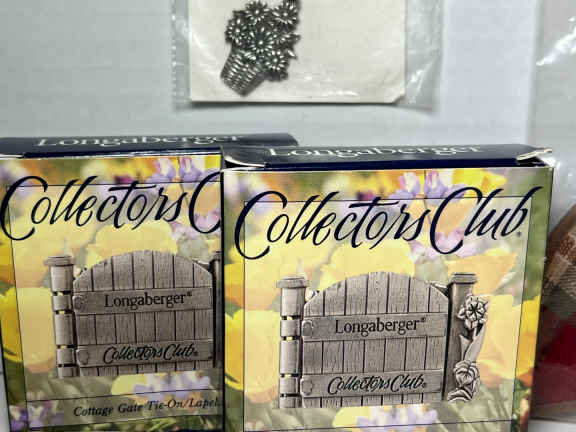 Longaberger
Collectors Club
Longaberger®
Collectors Club®
Cottage Gate Tie-On/Lapel
Longaberger
Collectors Club®
Longaberger®
Collectors Club®